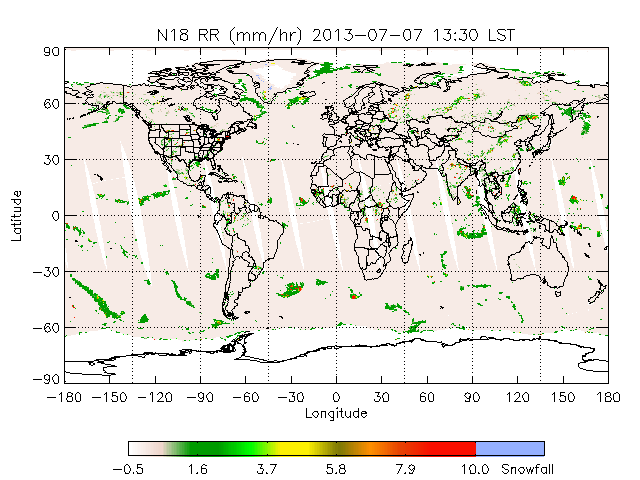 N18 RR (mm/hr) 2013-07-07 13:30 LST
90
60
30
0
-30
-60
-90
Latitude
-180 -150 -120 -90 -60 -30 0 30 60 90 120 150 180
Longitude
-0.5 1.6 3.7 5.8 7.9 10.0 Snowfall